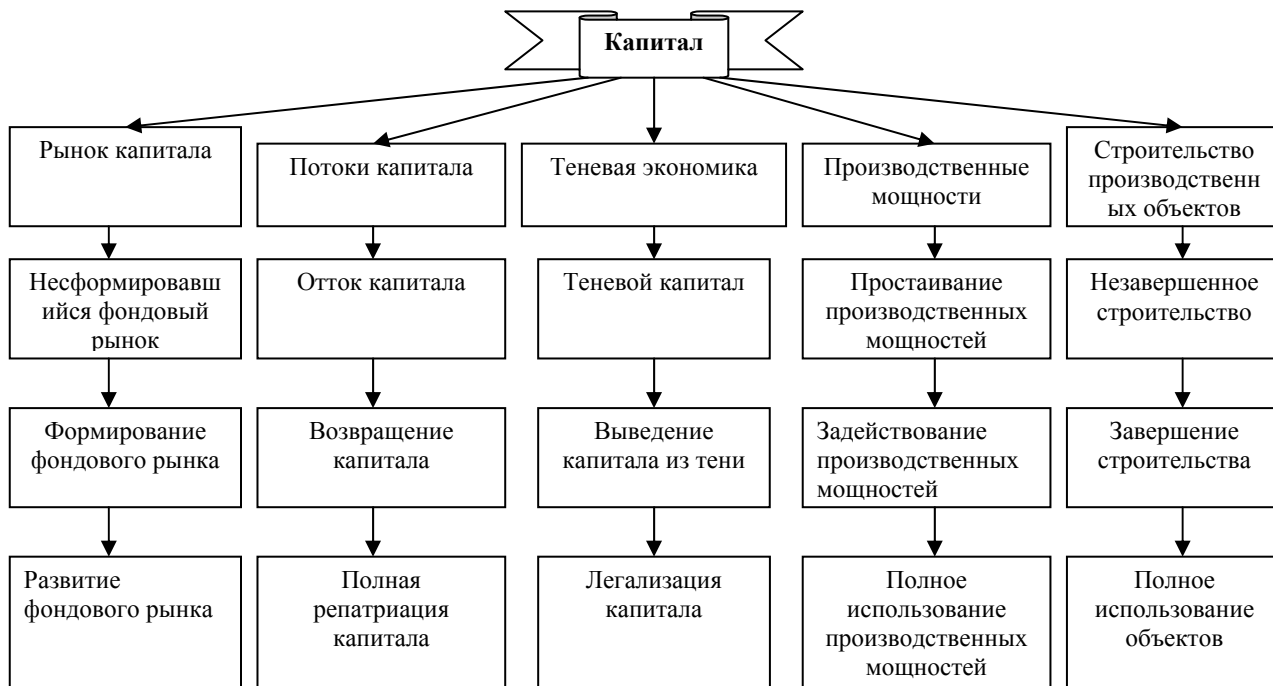 Капитал
Рынок капитала
Потоки капитала
Теневая экономика
Производственные
мощности
Строительство
производственн
ых объектов
Несформировавш
ийся фондовый
рынок
Отток капитала
Теневой капитал
Простаивание
производственных
мощностей
Незавершенное
строительство
Формирование
фондового рынка
Возвращение
капитала
Выведение
капитала из тени
Задействование
производственных
мощностей
Завершение
строительства
Развитие
фондового рынка
Полная
репатриация
капитала
Легализация
капитала
Полное
использование
производственных
мощностей
Полное
использование
объектов